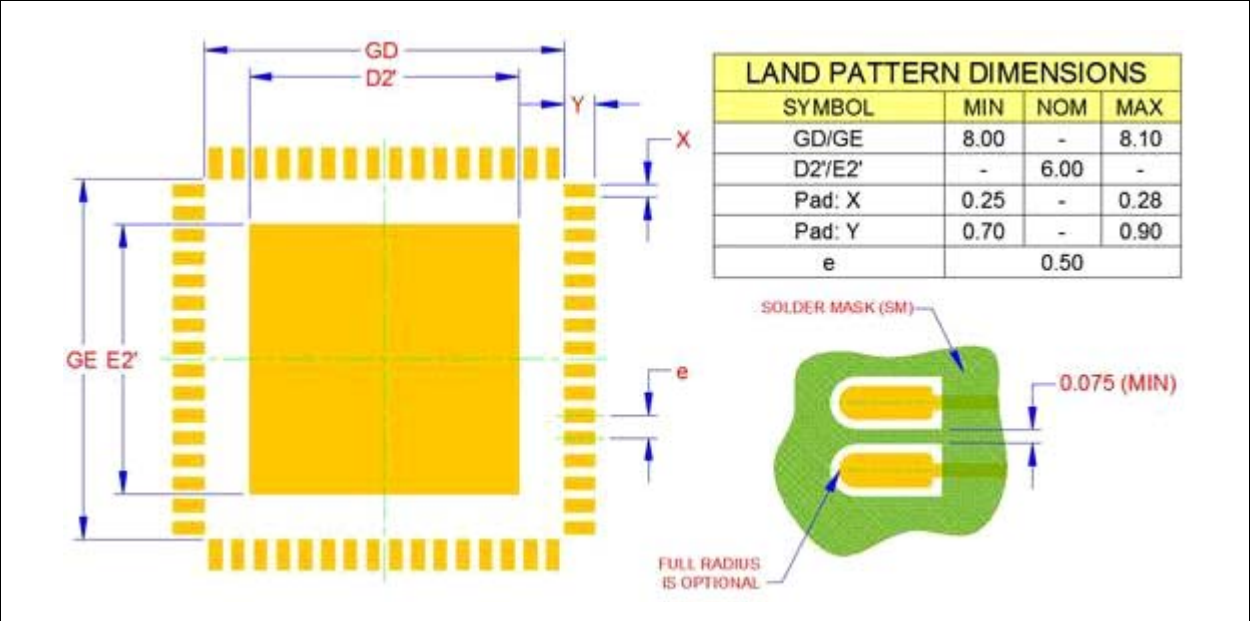 GD
D2'
Y
X
GE E2'
e
LAND PATTERN DIMENSIONS
SYMBOL MIN NOM MAX
GD/GE 8.00 - 8.10
D2'/E2' - 6.00 -
Pad: X 0.25 - 0.28
Pad: Y 0.70 - 0.90
e 0.50
SOLDER MASK (SM)
0.075 (MIN)
FULL RADIUS
IS OPTIONAL